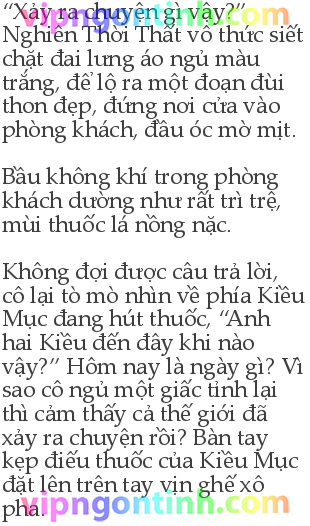 “Xảy ra chuyện gì vậy?”
Nghiên Thời Thất vô thức siết
chặt đai lưng áo ngủ màu
trắng, để lộ ra một đoạn đùi
thon đẹp, đứng nơi cửa vào
phòng khách, đầu óc mờ mịt.
Bầu không khí trong phòng
khách dường như rất trì trệ,
mùi thuốc lá nồng nặc.
Không đợi được câu trả lời,
cô lại tò mò nhìn về phía Kiều
Mục đang hút thuốc, “Anh
hai Kiều đến đây khi nào
vậy?” Hôm nay là ngày gì? Vì
sao cô ngủ một giấc tỉnh lại
thì cảm thấy cả thế giới đã
xảy ra chuyện rồi? Bàn tay
kẹp điếu thuốc của Kiều Mục
đặt lên trên tay vịn ghế xô
pha.
vipngontinh.com
vipngontinh.com